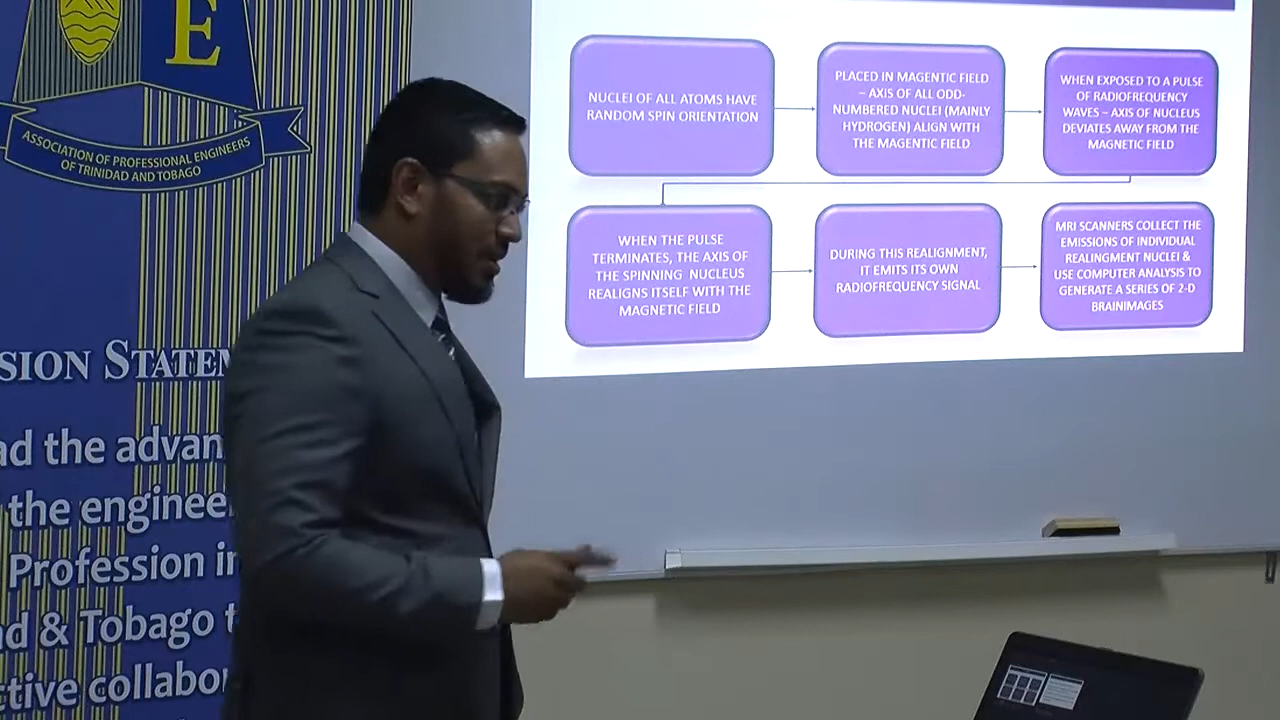 E
ASSOCIATION OF PROFESSIONAL ENGINEERS
OF TRINIDAD AND TOBAGO
SION STATEM
ad the advan
the enginee
Profession in
d & Tobago t
ctive collabor
NUCLEI OF ALL ATOMS HAVE
RANDOM SPIN ORIENTATION
PLACED IN MAGENTIC FIELD
– AXIS OF ALL ODD-
NUMBERED NUCLEI (MAINLY
HYDROGEN) ALIGN WITH
THE MAGENTIC FIELD
WHEN EXPOSED TO A PULSE
OF RADIOFREQUENCY
WAVES – AXIS OF NUCLEUS
DEVIATES AWAY FROM THE
MAGNETIC FIELD
WHEN THE PULSE
TERMINATES, THE AXIS OF
THE SPINNING NUCLEUS
REALIGNS ITSELF WITH THE
MAGNETIC FIELD
DURING THIS REALIGNMENT,
IT EMITS ITS OWN
RADIOFREQUENCY SIGNAL
MRI SCANNERS COLLECT THE
EMISSIONS OF INDIVIDUAL
REALINGMENT NUCLEI &
USE COMPUTER ANALYSIS TO
GENERATE A SERIES OF 2-D
BRAINIMAGES